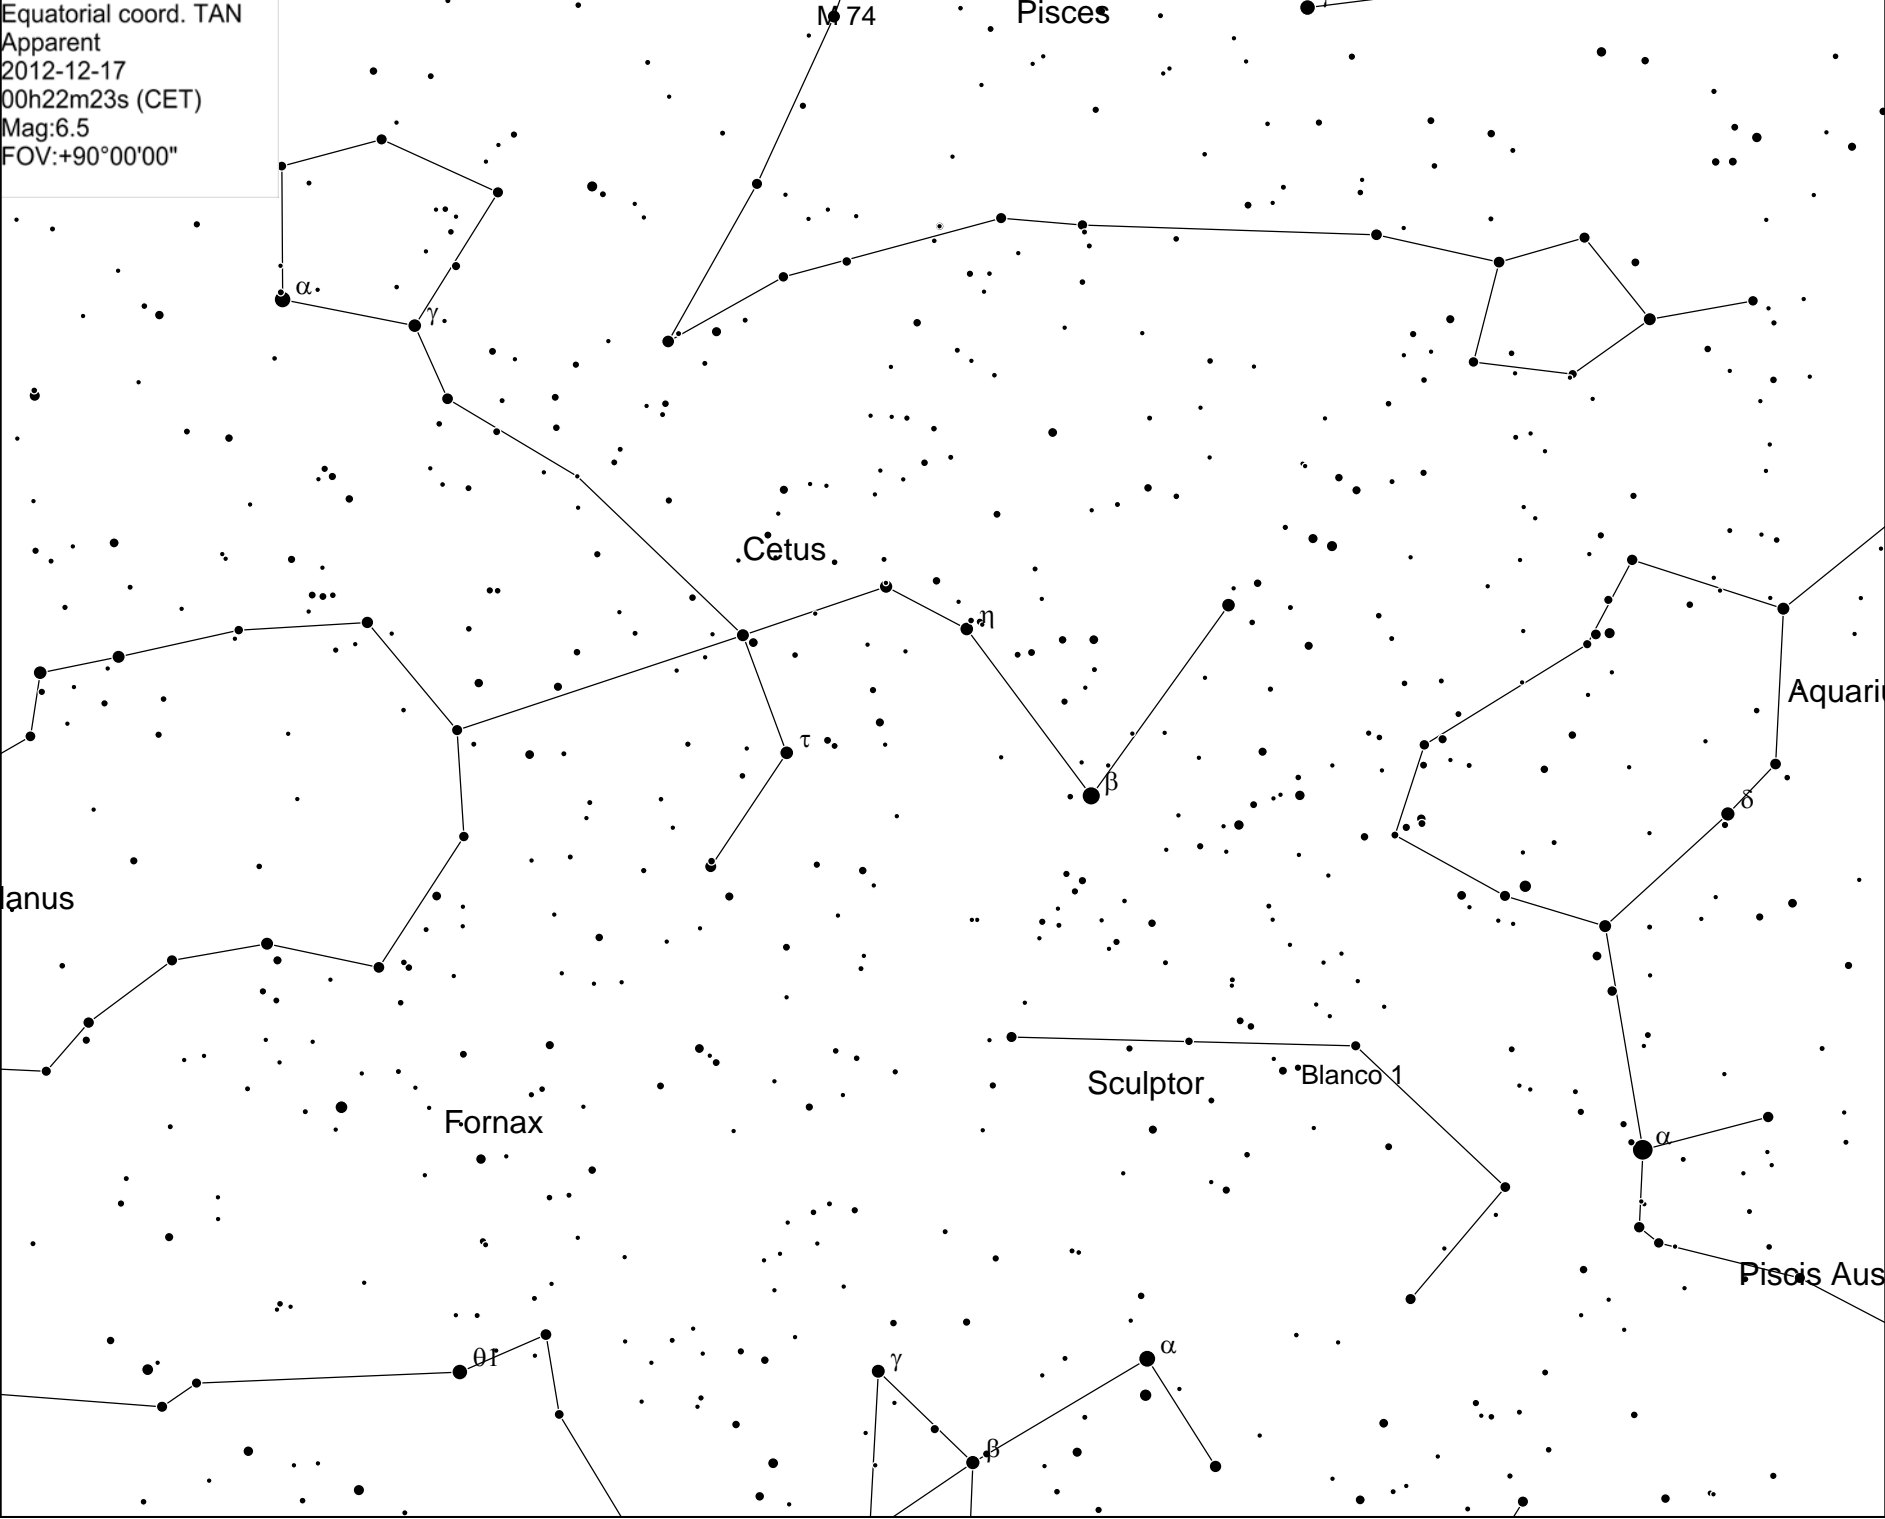 Equatorial coord. TAN
Apparent
2012-12-17
00h22m23s (CET)
Mag:6.5
FOV:+90°00'00"
M 74
Pisces
α
γ
Cetus
η
Aquariu
τ
β
δ
lanus
Sculptor
Blanco 1
Fornax
α
Piscis Aus
θ1
γ
α
β